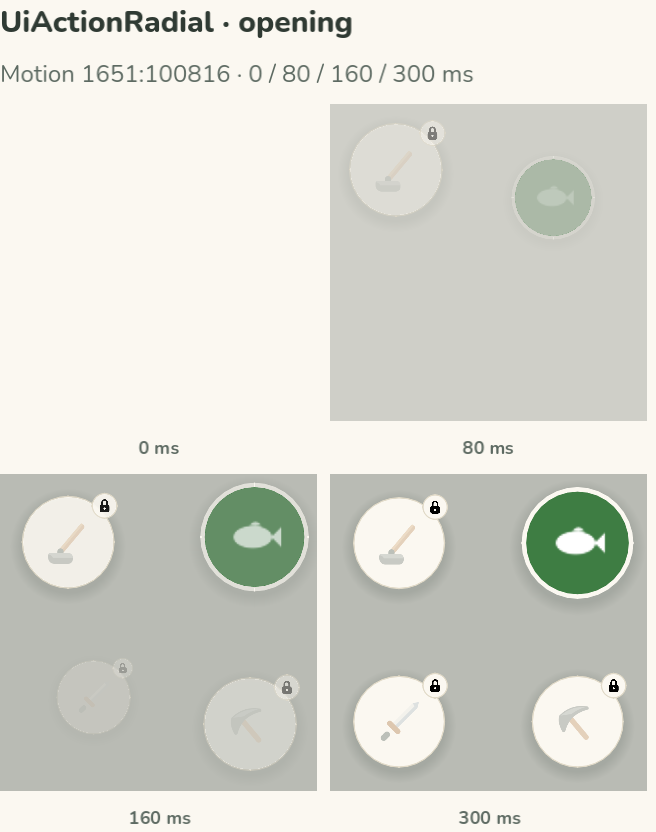 UiActionRadial · opening
Motion 1651:100816 · 0 / 80 / 160 / 300 ms
0 ms
80 ms
160 ms
300 ms